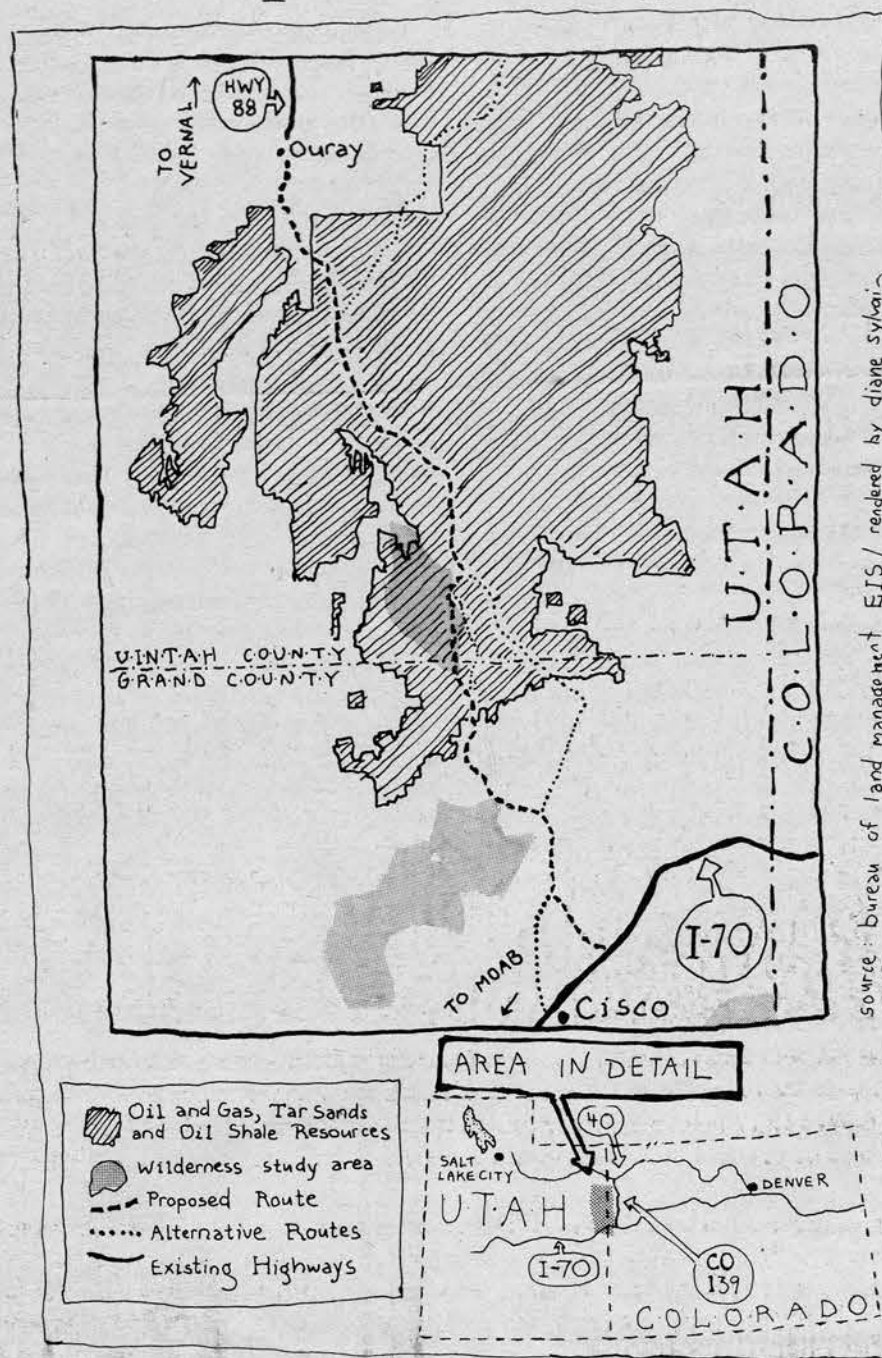 HWY
88
TO
VERNAL
Ouray
UTAH
COLORADO
UINTAH COUNTY
GRAND COUNTY
I-70
TO MOAB
Cisco
source: bureau of land management EIS / rendered by diane sylvain
AREA IN DETAIL
Oil and Gas, Tar Sands
and Oil Shale Resources
Wilderness study area
Proposed Route
Alternative Routes
Existing Highways
40
SALT
LAKE CITY
DENVER
UTAH
I-70
CO
139
COLORADO